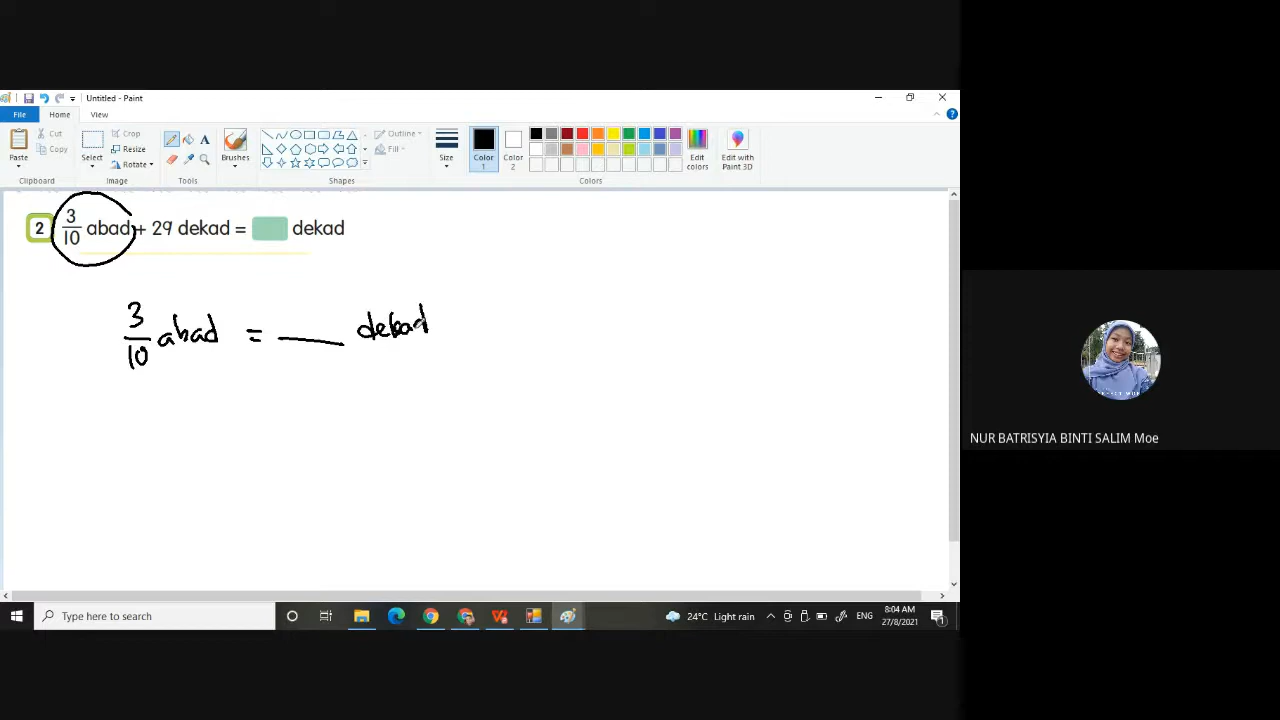 Untitled - Paint
File Home View
Paste
Cut
Copy
Clipboard
Select
Crop
Resize
Rotate
Image
Tools
Brushes
Shapes
Outline
Fill
Size
Color 1
Color 2
Edit colors
Edit with Paint 3D
Colors
2 3/10 abad + 29 dekad = dekad
3/10 abad = ___ dekad
NUR BATRISYIA BINTI SALIM Moe
Type here to search
24°C Light rain
ENG
8:04 AM
27/8/2021
1